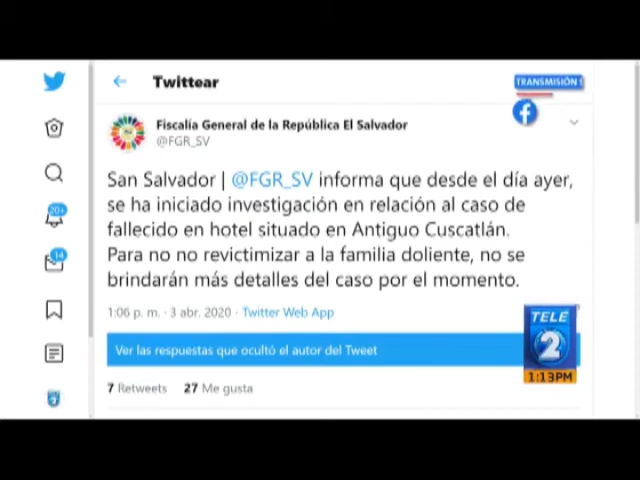 Twittear
TRANSMISIÓN
Fiscalía General de la República El Salvador
@FGR_SV
San Salvador | @FGR_SV informa que desde el día ayer,
se ha iniciado investigación en relación al caso de
fallecido en hotel situado en Antiguo Cuscatlán.
Para no no revictimizar a la familia doliente, no se
brindarán más detalles del caso por el momento.
20+
14
1:06 p. m. · 3 abr. 2020 · Twitter Web App
Ver las respuestas que ocultó el autor del Tweet
TELE
2
1:13PM
7 Retweets 27 Me gusta